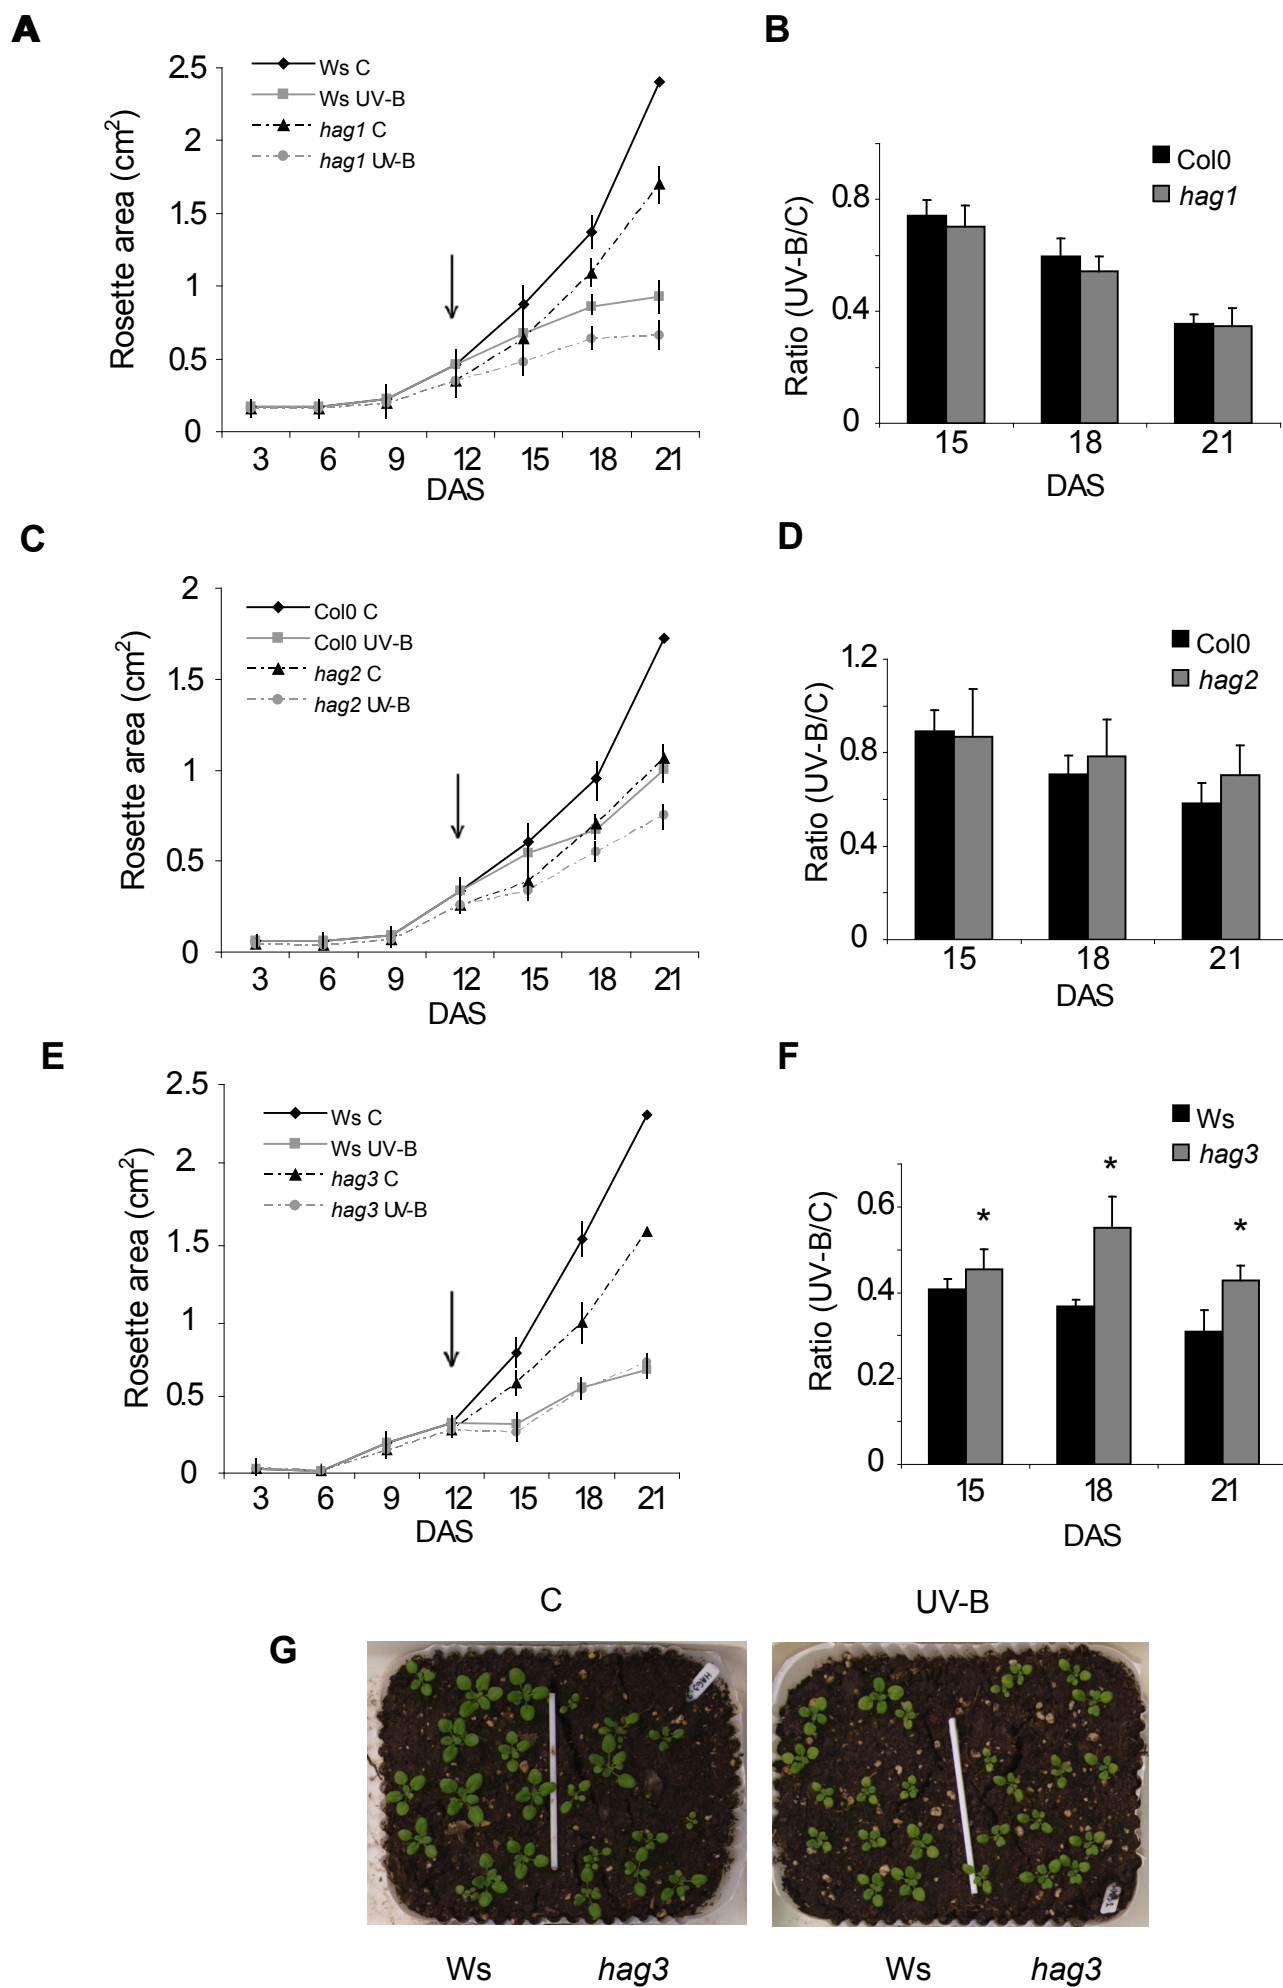 A
Rosette area (cm²)
2.5
2
1.5
1
0.5
0
Ws C
Ws UV-B
hag1 C
hag1 UV-B
3 6 9 12 15 18 21
DAS
B
Ratio (UV-B/C)
0.8
0.4
0
Col0
hag1
15 18 21
DAS
C
Rosette area (cm²)
2
1.5
1
0.5
0
Col0 C
Col0 UV-B
hag2 C
hag2 UV-B
3 6 9 12 15 18 21
DAS
D
Ratio (UV-B/C)
1.2
0.8
0.4
0
Col0
hag2
15 18 21
DAS
E
Rosette area (cm²)
2.5
2
1.5
1
0.5
0
Ws C
Ws UV-B
hag3 C
hag3 UV-B
3 6 9 12 15 18 21
DAS
F
Ratio (UV-B/C)
0.6
0.4
0.2
0
Ws
hag3
* * *
15 18 21
DAS
G
C UV-B
Ws hag3 Ws hag3